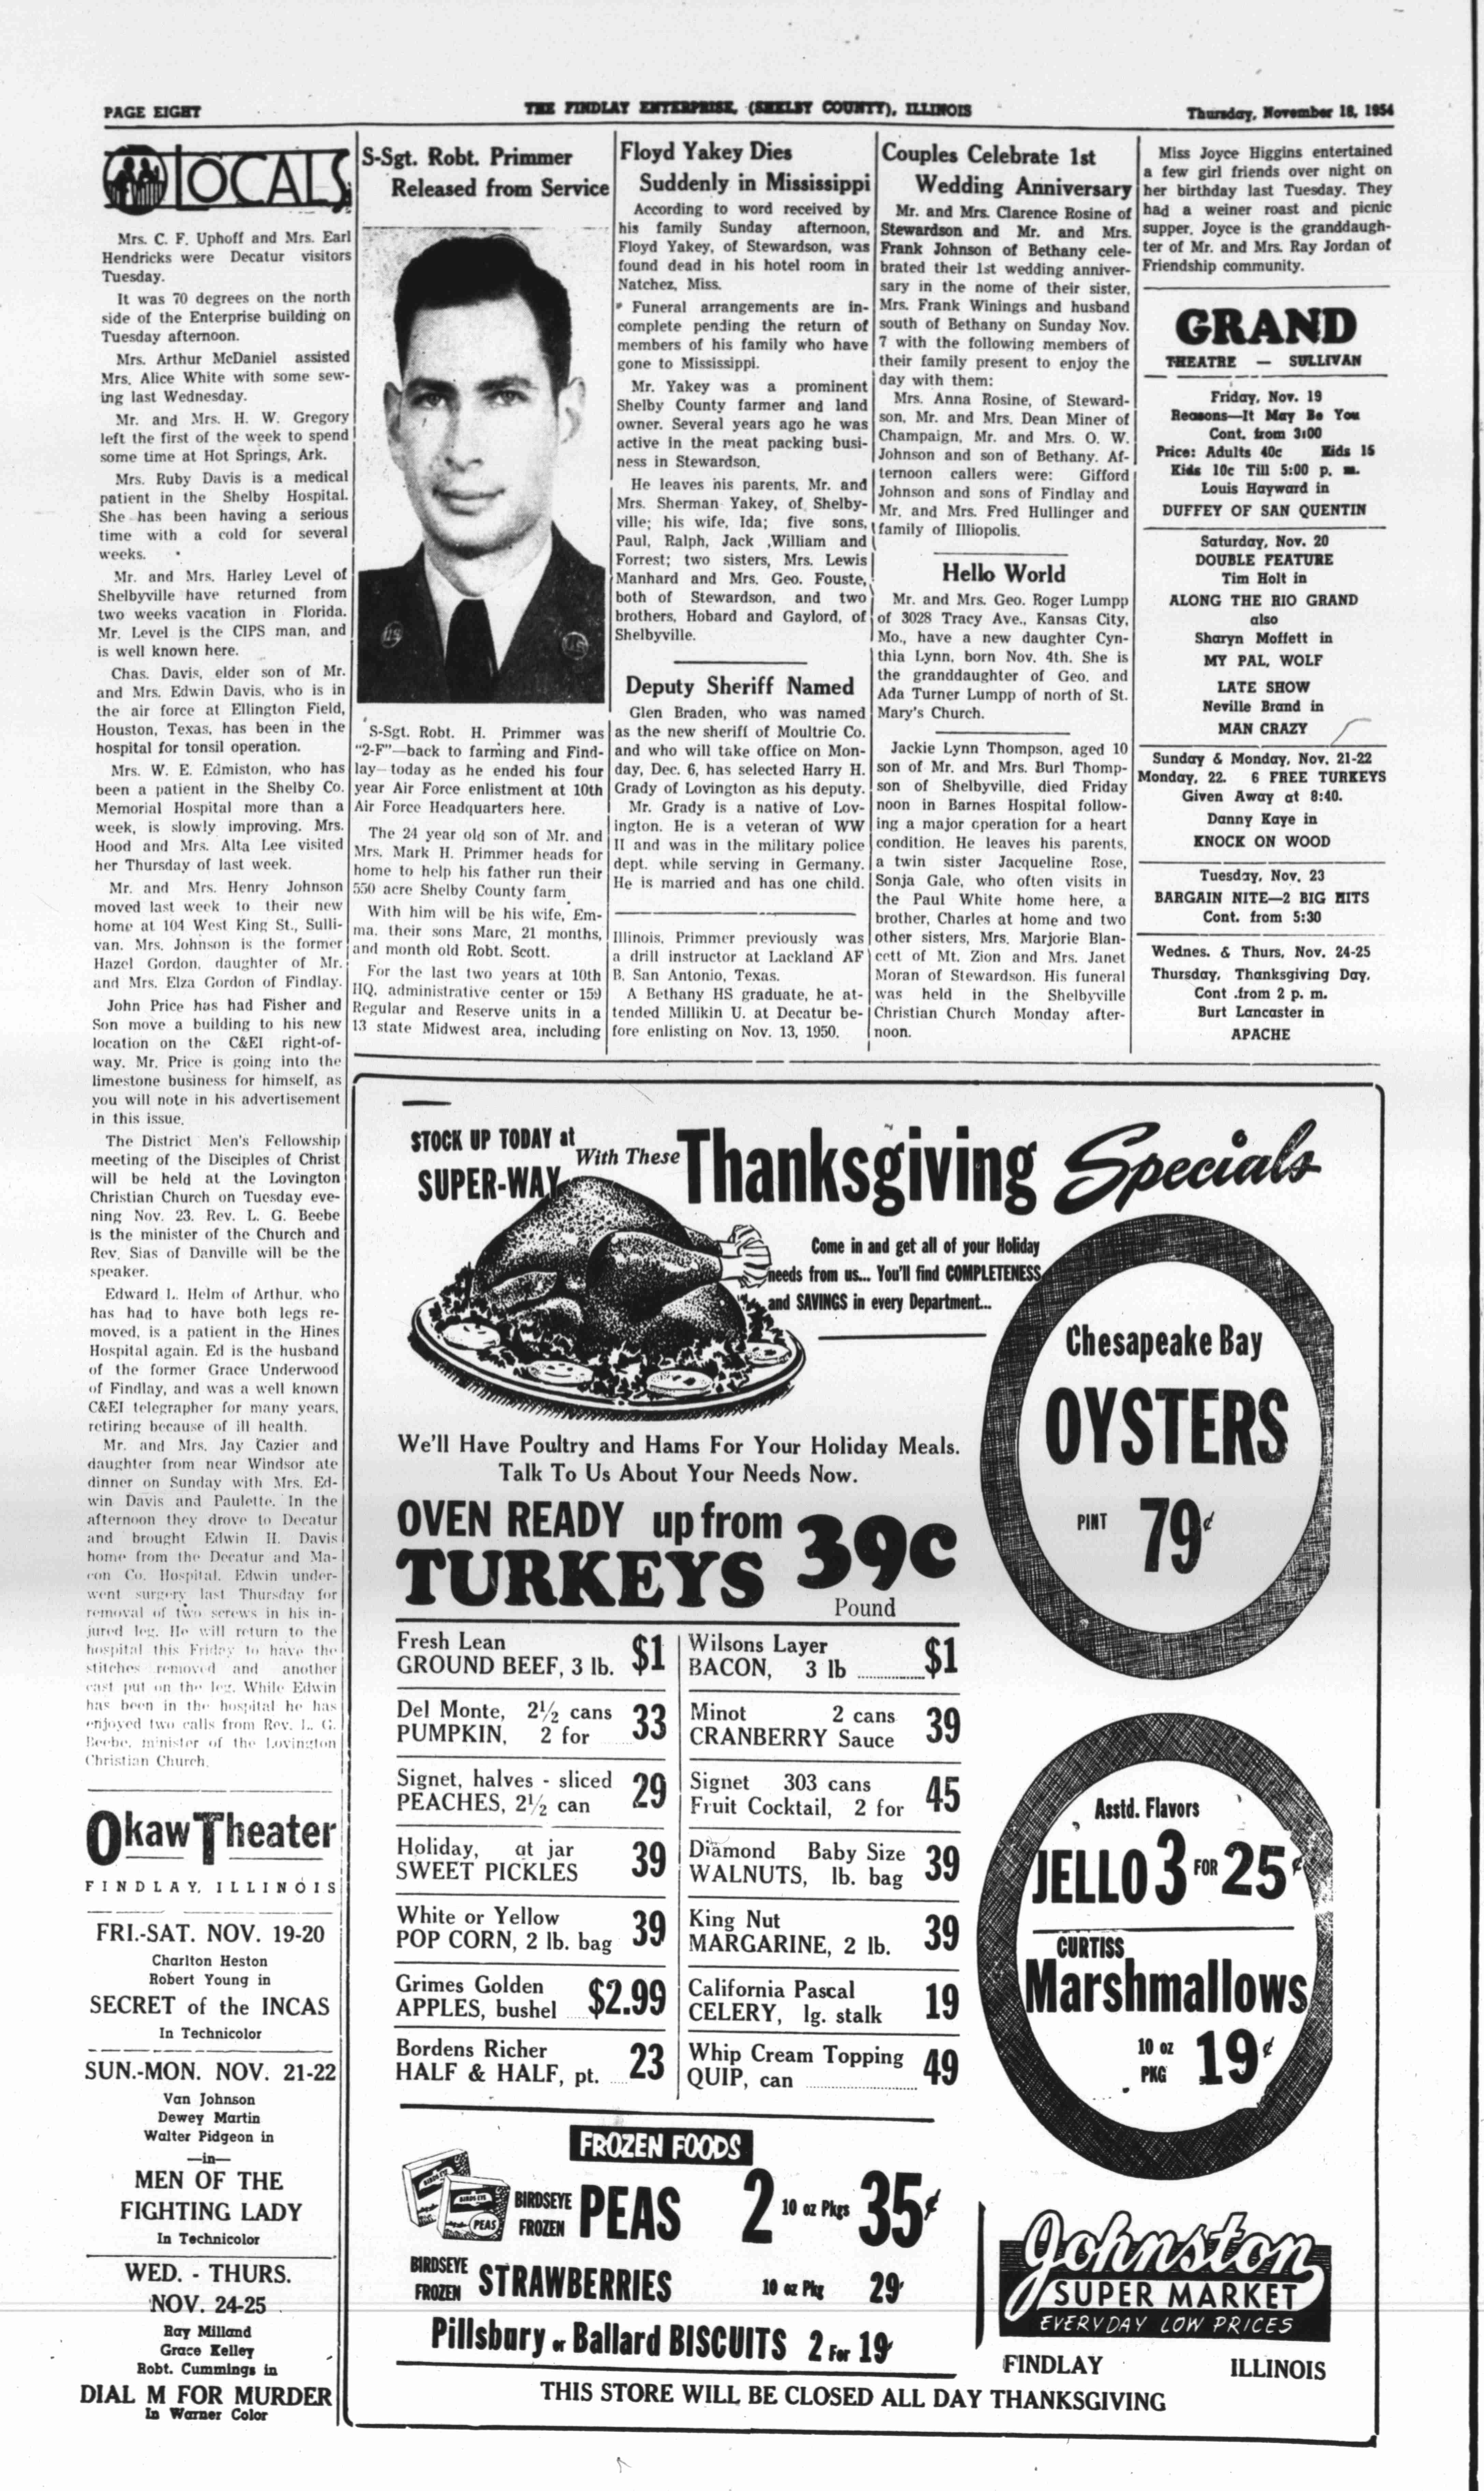 PAGE EIGHT
THE FINDLAY ENTERPRISE, (SHELBY COUNTY), ILLINOIS
Thursday, November 18, 1954
LOCALS
Mrs. C. F. Uphoff and Mrs. Earl
Hendricks were Decatur visitors
Tuesday.
It was 70 degrees on the north
side of the Enterprise building on
Tuesday afternoon.
Mrs. Arthur McDaniel assisted
Mrs. Alice White with some sew-
ing last Wednesday.
Mr. and Mrs. H. W. Gregory
left the first of the week to spend
some time at Hot Springs, Ark.
Mrs. Ruby Davis is a medical
patient in the Shelby Hospital.
She has been having a serious
time with a cold for several
weeks.
Mr. and Mrs. Harley Level of
Shelbyville have returned from
two weeks vacation in Florida.
Mr. Level is the CIPS man, and
is well known here.
Chas. Davis, elder son of Mr.
and Mrs. Edwin Davis, who is in
the air force at Ellington Field,
Houston, Texas, has been in the
hospital for tonsil operation.
Mrs. W. E. Edmiston, who has
been a patient in the Shelby Co.
Memorial Hospital more than a
week, is slowly improving. Mrs.
Hood and Mrs. Alta Lee visited
her Thursday of last week.
Mr. and Mrs. Henry Johnson
moved last week to their new
home at 104 West King St., Sulli-
van. Mrs. Johnson is the former
Hazel Gordon, daughter of Mr.
and Mrs. Elza Gordon of Findlay.
John Price has had Fisher and
Son move a building to his new
location on the C&EI right-of-
way. Mr. Price is going into the
limestone business for himself, as
you will note in his advertisement
in this issue.
The District Men's Fellowship
meeting of the Disciples of Christ
will be held at the Lovington
Christian Church on Tuesday eve-
ning Nov. 23. Rev. L. G. Beebe
is the minister of the Church and
Rev. Sias of Danville will be the
speaker.
Edward L. Helm of Arthur, who
has had to have both legs re-
moved, is a patient in the Hines
Hospital again. Ed is the husband
of the former Grace Underwood
of Findlay, and was a well known
C&EI telegrapher for many years,
retiring because of ill health.
Mr. and Mrs. Jay Cazier and
daughter from near Windsor ate
dinner on Sunday with Mrs. Ed-
win Davis and Paulette. In the
afternoon they drove to Decatur
and brought Edwin H. Davis
home from the Decatur and Ma-
con Co. Hospital. Edwin under-
went surgery last Thursday for
removal of two screws in his in-
jured leg. He will return to the
hospital this Friday to have the
stitches removed and another
cast put on the leg. While Edwin
has been in the hospital he has
enjoyed two calls from Rev. L. G.
Beebe, minister of the Lovington
Christian Church.
Okaw Theater
FINDLAY, ILLINOIS
FRI.-SAT. NOV. 19-20
Charlton Heston
Robert Young in
SECRET of the INCAS
In Technicolor
SUN.-MON. NOV. 21-22
Van Johnson
Dewey Martin
Walter Pidgeon in
—in—
MEN OF THE
FIGHTING LADY
In Technicolor
WED. - THURS.
NOV. 24-25
Ray Milland
Grace Kelley
Robt. Cummings in
DIAL M FOR MURDER
In Warner Color
S-Sgt. Robt. Primmer
Released from Service
S-Sgt. Robt. H. Primmer was
"2-F"—back to farming and Find-
lay—today as he ended his four
year Air Force enlistment at 10th
Air Force Headquarters here.
The 24 year old son of Mr. and
Mrs. Mark H. Primmer heads for
home to help his father run their
550 acre Shelby County farm.
With him will be his wife, Em-
ma, their sons Marc, 21 months,
and month old Robt. Scott.
For the last two years at 10th
HQ, administrative center or 159
Regular and Reserve units in a
13 state Midwest area, including
Floyd Yakey Dies
Suddenly in Mississippi
According to word received by
his family Sunday afternoon,
Floyd Yakey, of Stewardson, was
found dead in his hotel room in
Natchez, Miss.
Funeral arrangements are in-
complete pending the return of
members of his family who have
gone to Mississippi.
Mr. Yakey was a prominent
Shelby County farmer and land
owner. Several years ago he was
active in the meat packing busi-
ness in Stewardson.
He leaves his parents, Mr. and
Mrs. Sherman Yakey, of Shelby-
ville; his wife, Ida; five sons,
Paul, Ralph, Jack ,William and
Forrest; two sisters, Mrs. Lewis
Manhard and Mrs. Geo. Fouste,
both of Stewardson, and two
brothers, Hobard and Gaylord, of
Shelbyville.
Deputy Sheriff Named
Glen Braden, who was named
as the new sheriff of Moultrie Co.
and who will take office on Mon-
day, Dec. 6, has selected Harry H.
Grady of Lovington as his deputy.
Mr. Grady is a native of Lov-
ington. He is a veteran of WW
II and was in the military police
dept. while serving in Germany.
He is married and has one child.
Illinois, Primmer previously was
a drill instructor at Lackland AF
B, San Antonio, Texas.
A Bethany HS graduate, he at-
tended Millikin U. at Decatur be-
fore enlisting on Nov. 13, 1950.
Couples Celebrate 1st
Wedding Anniversary
Mr. and Mrs. Clarence Rosine of
Stewardson and Mr. and Mrs.
Frank Johnson of Bethany cele-
brated their 1st wedding anniver-
sary in the nome of their sister,
Mrs. Frank Winings and husband
south of Bethany on Sunday Nov.
7 with the following members of
their family present to enjoy the
day with them:
Mrs. Anna Rosine, of Steward-
son, Mr. and Mrs. Dean Miner of
Champaign, Mr. and Mrs. O. W.
Johnson and son of Bethany. Af-
ternoon callers were: Gifford
Johnson and sons of Findlay and
Mr. and Mrs. Fred Hullinger and
family of Illiopolis.
Hello World
Mr. and Mrs. Geo. Roger Lumpp
of 3028 Tracy Ave., Kansas City,
Mo., have a new daughter Cyn-
thia Lynn, born Nov. 4th. She is
the granddaughter of Geo. and
Ada Turner Lumpp of north of St.
Mary's Church.
Jackie Lynn Thompson, aged 10
son of Mr. and Mrs. Burl Thomp-
son of Shelbyville, died Friday
noon in Barnes Hospital follow-
ing a major operation for a heart
condition. He leaves his parents,
a twin sister Jacqueline Rose,
Sonja Gale, who often visits in
the Paul White home here, a
brother, Charles at home and two
other sisters, Mrs. Marjorie Blan-
cett of Mt. Zion and Mrs. Janet
Moran of Stewardson. His funeral
was held in the Shelbyville
Christian Church Monday after-
noon.
Miss Joyce Higgins entertained
a few girl friends over night on
her birthday last Tuesday. They
had a weiner roast and picnic
supper. Joyce is the granddaugh-
ter of Mr. and Mrs. Ray Jordan of
Friendship community.
GRAND
THEATRE — SULLIVAN
Friday, Nov. 19
Reasons—It May Be You
Cont. from 3:00
Price: Adults 40c Kids 15
Kids 10c Till 5:00 p. m.
Louis Hayward in
DUFFEY OF SAN QUENTIN
Saturday, Nov. 20
DOUBLE FEATURE
Tim Holt in
ALONG THE RIO GRAND
also
Sharyn Moffett in
MY PAL, WOLF
LATE SHOW
Neville Brand in
MAN CRAZY
Sunday & Monday, Nov. 21-22
Monday, 22. 6 FREE TURKEYS
Given Away at 8:40.
Danny Kaye in
KNOCK ON WOOD
Tuesday, Nov. 23
BARGAIN NITE—2 BIG HITS
Cont. from 5:30
Wednes. & Thurs, Nov. 24-25
Thursday, Thanksgiving Day.
Cont .from 2 p. m.
Burt Lancaster in
APACHE
STOCK UP TODAY at
SUPER-WAY
With These
Thanksgiving Specials
Come in and get all of your Holiday
needs from us... You'll find COMPLETENESS
and SAVINGS in every Department...
We'll Have Poultry and Hams For Your Holiday Meals.
Talk To Us About Your Needs Now.
OVEN READY up from
TURKEYS 39c
Pound
Fresh Lean
GROUND BEEF, 3 lb. $1
Del Monte, 2½ cans
PUMPKIN, 2 for 33
Signet, halves - sliced
PEACHES, 2½ can 29
Holiday, qt jar
SWEET PICKLES 39
White or Yellow
POP CORN, 2 lb. bag 39
Grimes Golden
APPLES, bushel $2.99
Bordens Richer
HALF & HALF, pt. 23
Wilsons Layer
BACON, 3 lb $1
Minot 2 cans
CRANBERRY Sauce 39
Signet 303 cans
Fruit Cocktail, 2 for 45
Diamond Baby Size
WALNUTS, lb. bag 39
King Nut
MARGARINE, 2 lb. 39
California Pascal
CELERY, lg. stalk 19
Whip Cream Topping
QUIP, can 49
FROZEN FOODS
BIRDS EYE
PEAS
BIRDSEYE
FROZEN PEAS 2 10 oz Pkgs 35¢
BIRDSEYE
FROZEN STRAWBERRIES 10 oz Pkg 29¢
Pillsbury or Ballard BISCUITS 2 For 19¢
Chesapeake Bay
OYSTERS
PINT 79¢
Asstd. Flavors
JELLO 3 FOR 25¢
CURTISS
Marshmallows
10 oz
PKG 19¢
Johnston
SUPER MARKET
EVERYDAY LOW PRICES
FINDLAY ILLINOIS
THIS STORE WILL BE CLOSED ALL DAY THANKSGIVING